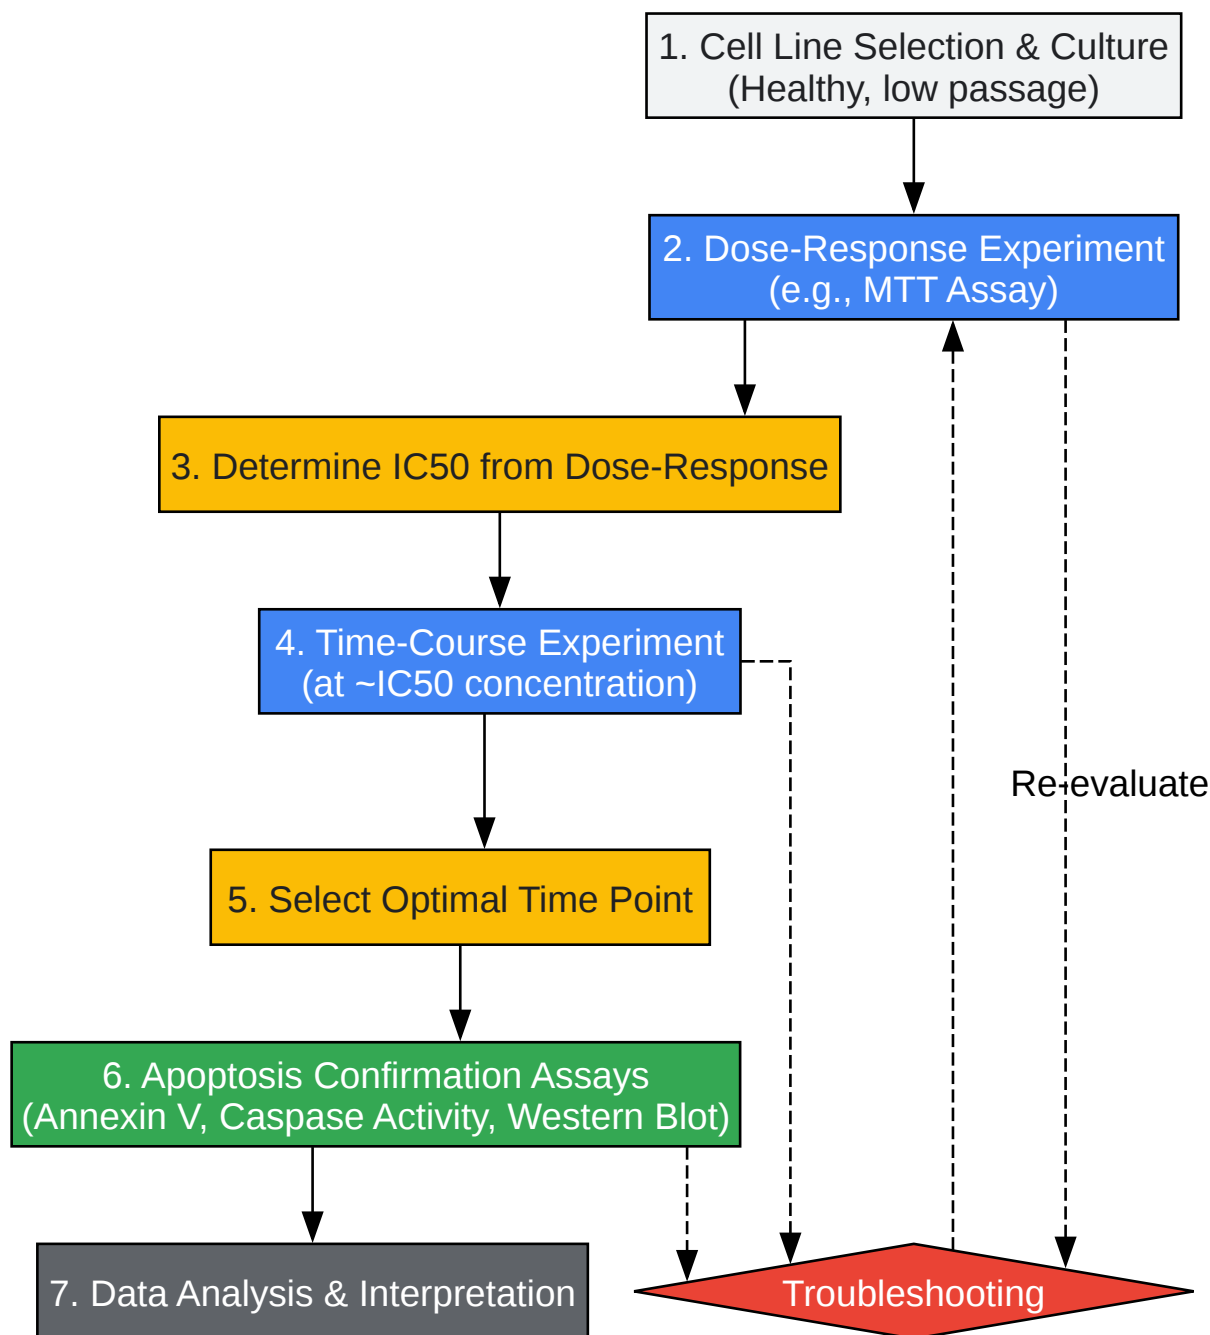 1. Cell Line Selection & Culture
(Healthy, low passage)
2. Dose-Response Experiment
(e.g., MTT Assay)
3. Determine IC50 from Dose-Response
4. Time-Course Experiment
(at ~IC50 concentration)
Re-evaluate
5. Select Optimal Time Point
6. Apoptosis Confirmation Assays
(Annexin V, Caspase Activity, Western Blot)
7. Data Analysis & Interpretation
Troubleshooting